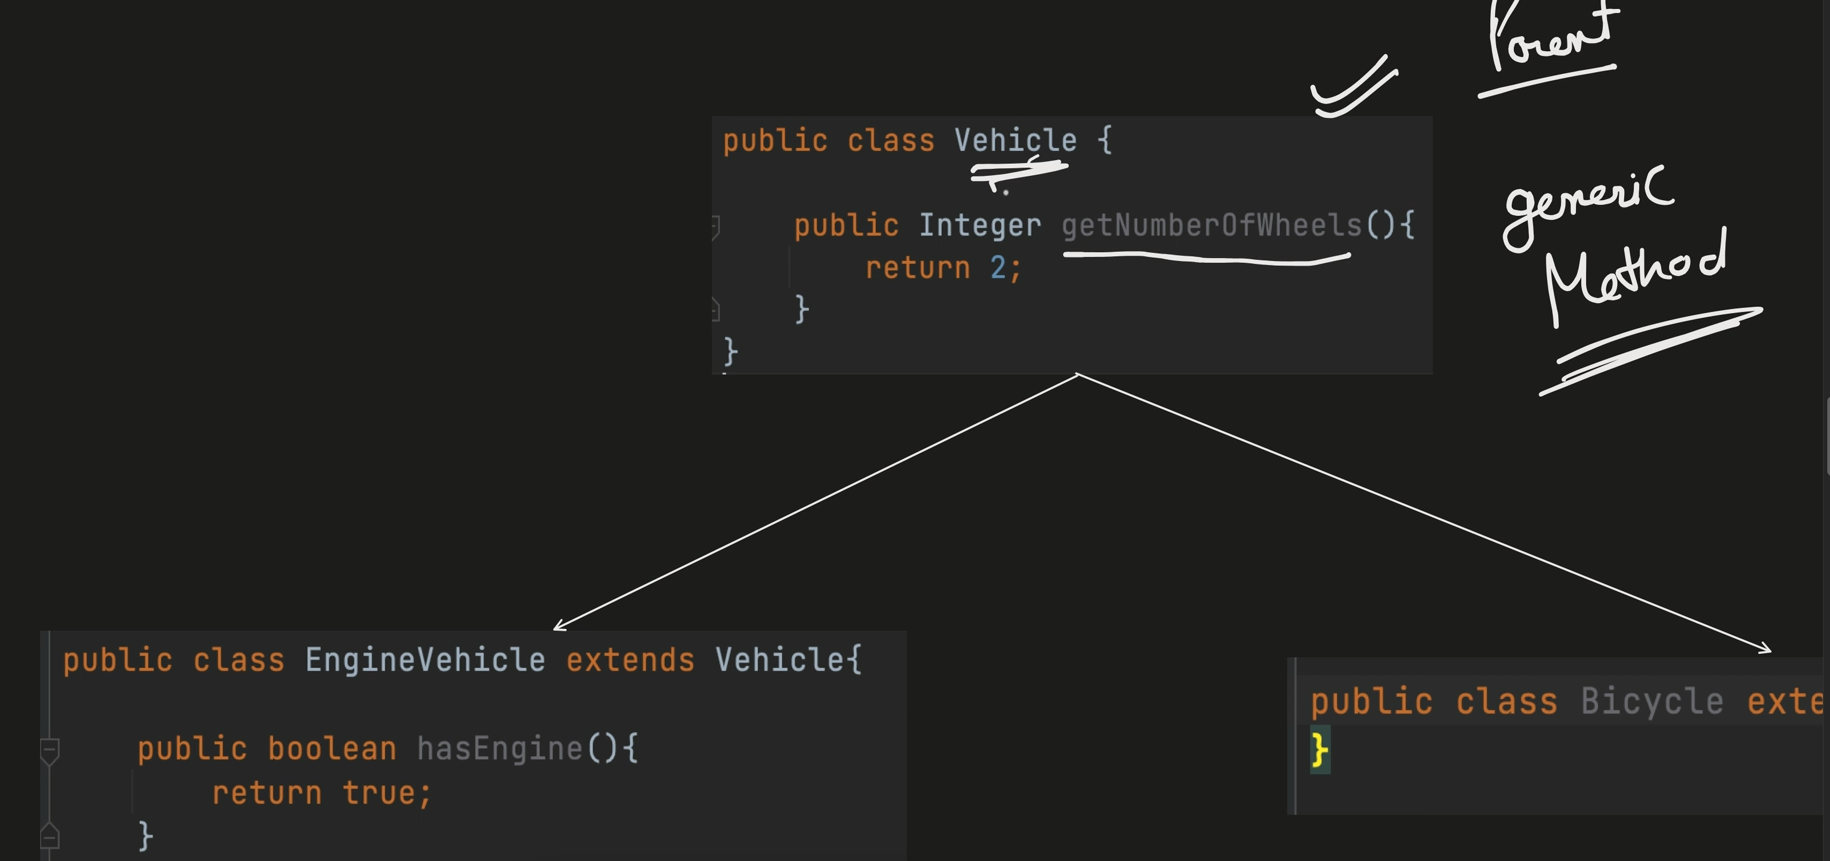 Parent
public class Vehicle {
generic
public Integer getNumberOfWheels(){
Method
return 2;
}
}
public class EngineVehicle extends Vehicle{
public class Bicycle exte
public boolean hasEngine(){
}
return true;
}